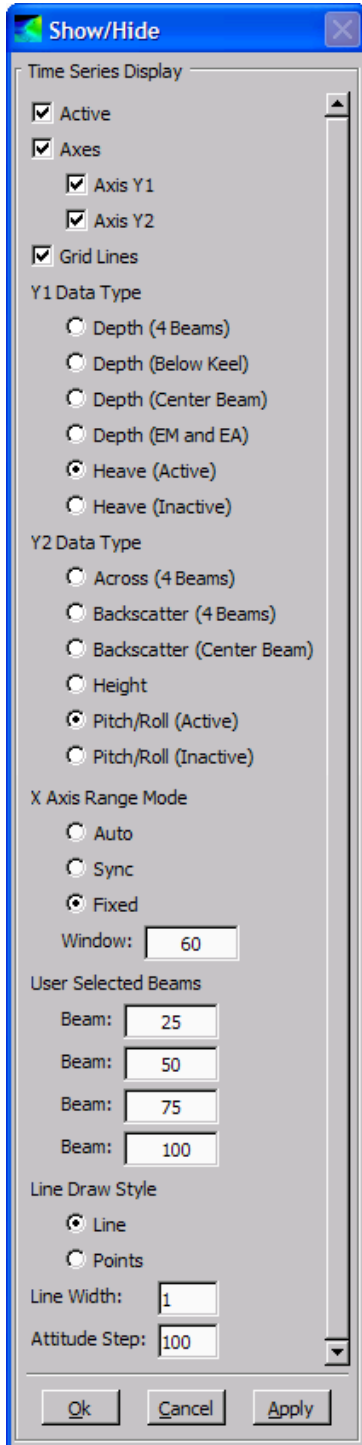 Show/Hide
Time Series Display
Active
Axes
Axis Y1
Axis Y2
Grid Lines
Y1 Data Type
Depth (4 Beams)
Depth (Below Keel)
Depth (Center Beam)
Depth (EM and EA)
Heave (Active)
Heave (Inactive)
Y2 Data Type
Across (4 Beams)
Backscatter (4 Beams)
Backscatter (Center Beam)
Height
Pitch/Roll (Active)
Pitch/Roll (Inactive)
X Axis Range Mode
Auto
Sync
Fixed
Window: 60
User Selected Beams
Beam: 25
Beam: 50
Beam: 75
Beam: 100
Line Draw Style
Line
Points
Line Width: 1
Attitude Step: 100
Ok Cancel Apply